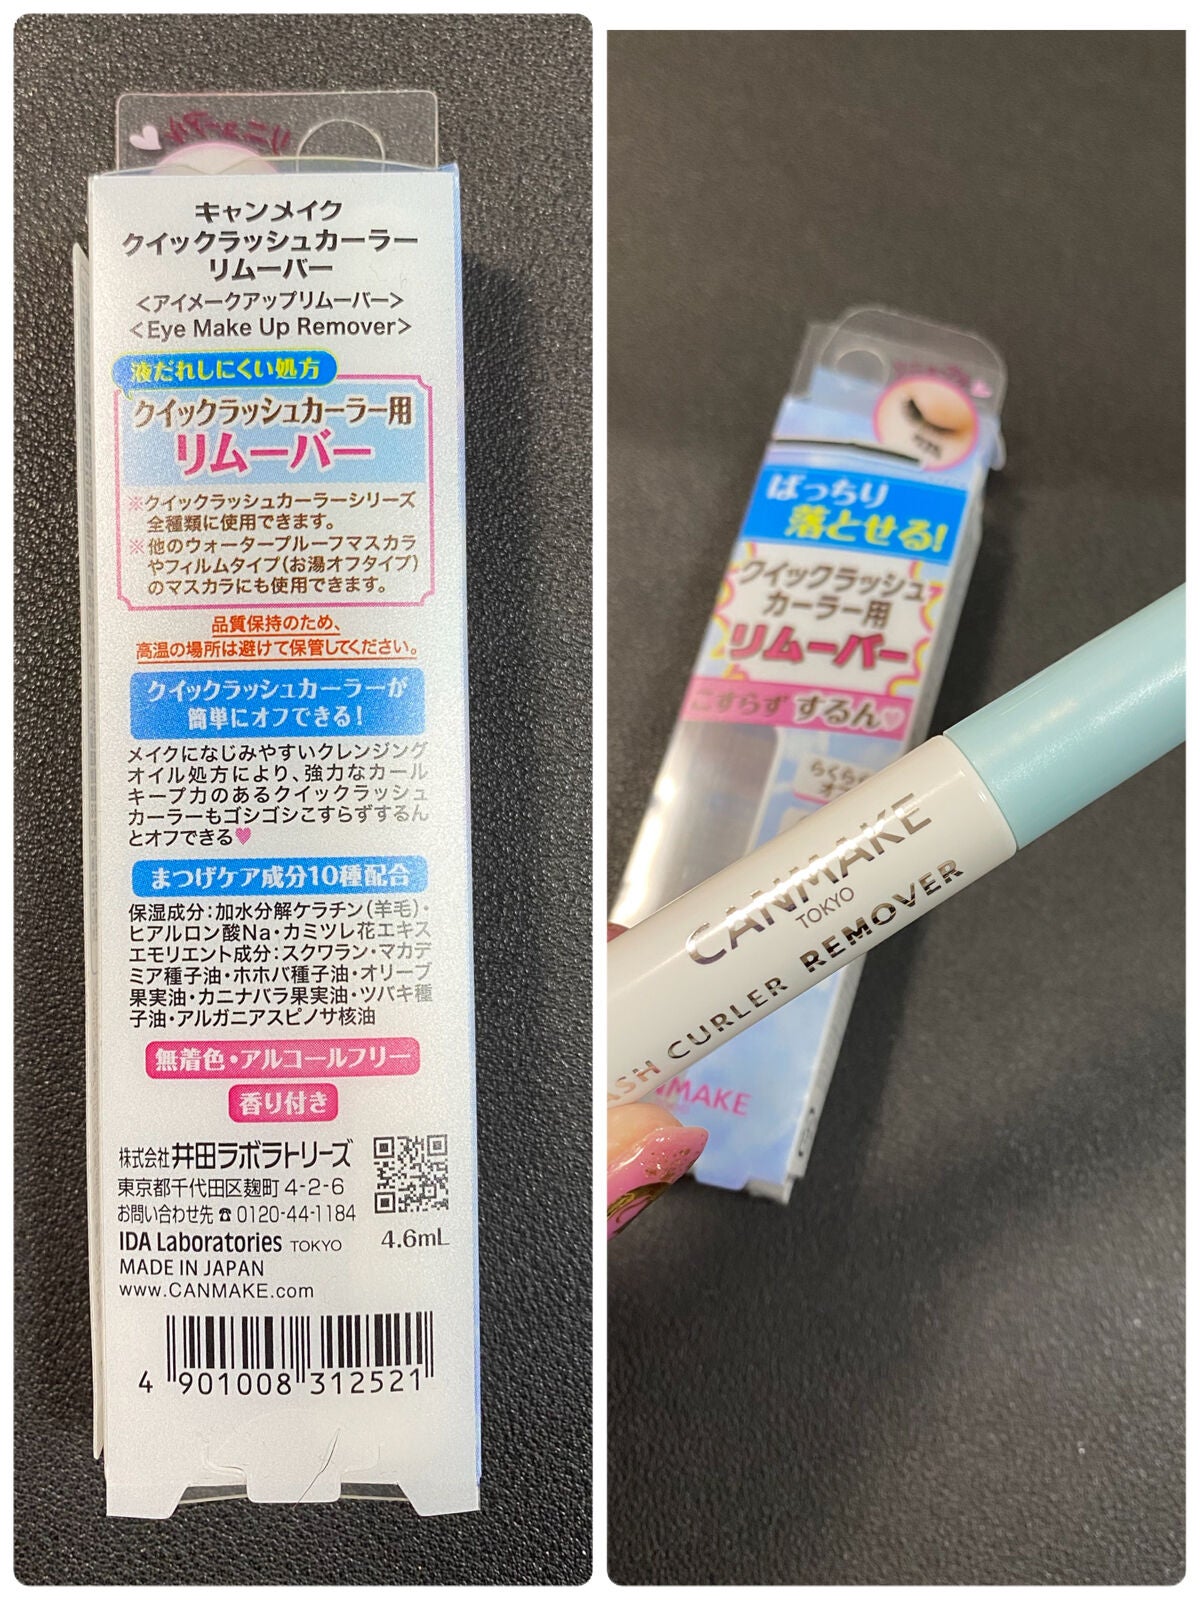 リニューアル
キャンメイク
クイックラッシュカーラー
リムーバー
<アイメークアップリムーバー>
<Eye Make Up Remover>
液だれしにくい処方
クイックラッシュカーラー用
リムーバー
※クイックラッシュカーラーシリーズ
全種類に使用できます。
※他のウォータープルーフマスカラ
やフィルムタイプ(お湯オフタイプ)
のマスカラにも使用できます。
品質保持のため、
高温の場所は避けて保管してください。
クイックラッシュカーラーが
簡単にオフできる!
メイクになじみやすいクレンジング
オイル処方により、強力なカール
キープ力のあるクイックラッシュ
カーラーもゴシゴシこすらずするん
とオフできる♥
まつげケア成分10種配合
保湿成分:加水分解ケラチン(羊毛)・
ヒアルロン酸Na・カミツレ花エキス
エモリエント成分:スクワラン・マカデ
ミア種子油・ホホバ種子油・オリーブ
果実油・カニナバラ果実油・ツバキ種
子油・アルガニアスピノサ核油
無着色・アルコールフリー
香り付き
株式会社 井田ラボラトリーズ
東京都千代田区麹町 4-2-6
お問い合わせ先 ☎ 0120-44-1184
IDA Laboratories TOKYO
4.6mL
MADE IN JAPAN
www.CANMAKE.com
4 901008 312521
ばっちり
落とせる!
クイックラッシュ
カーラー用
リムーバー
こすらず するん♡
CANMAKE
TOKYO
ASH CURLER REMOVER
NMAKE